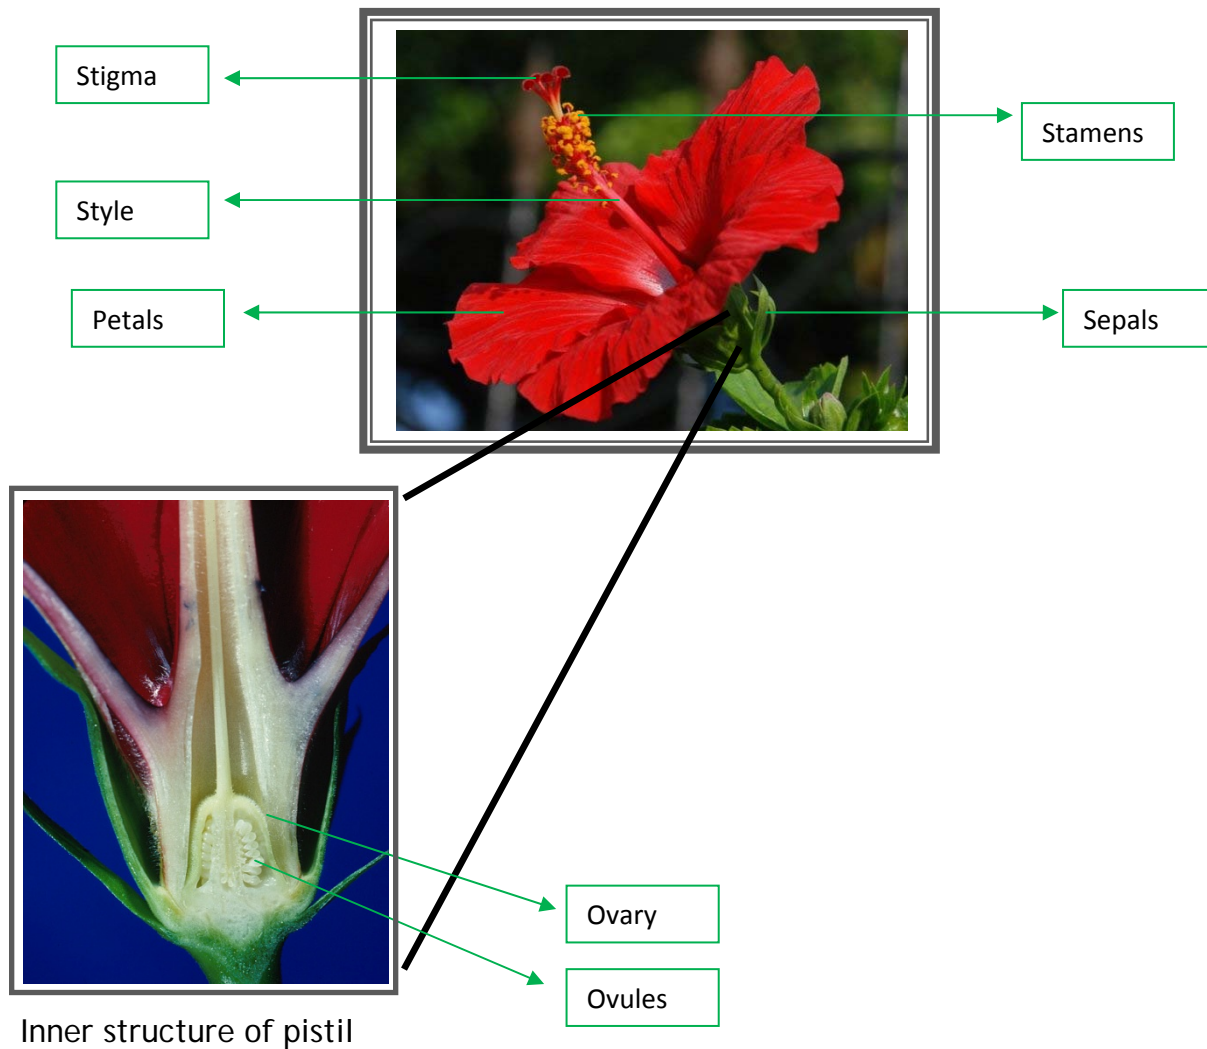 Stigma
Stamens
Style
Petals
Sepals
Ovary
Ovules
Inner structure of pistil